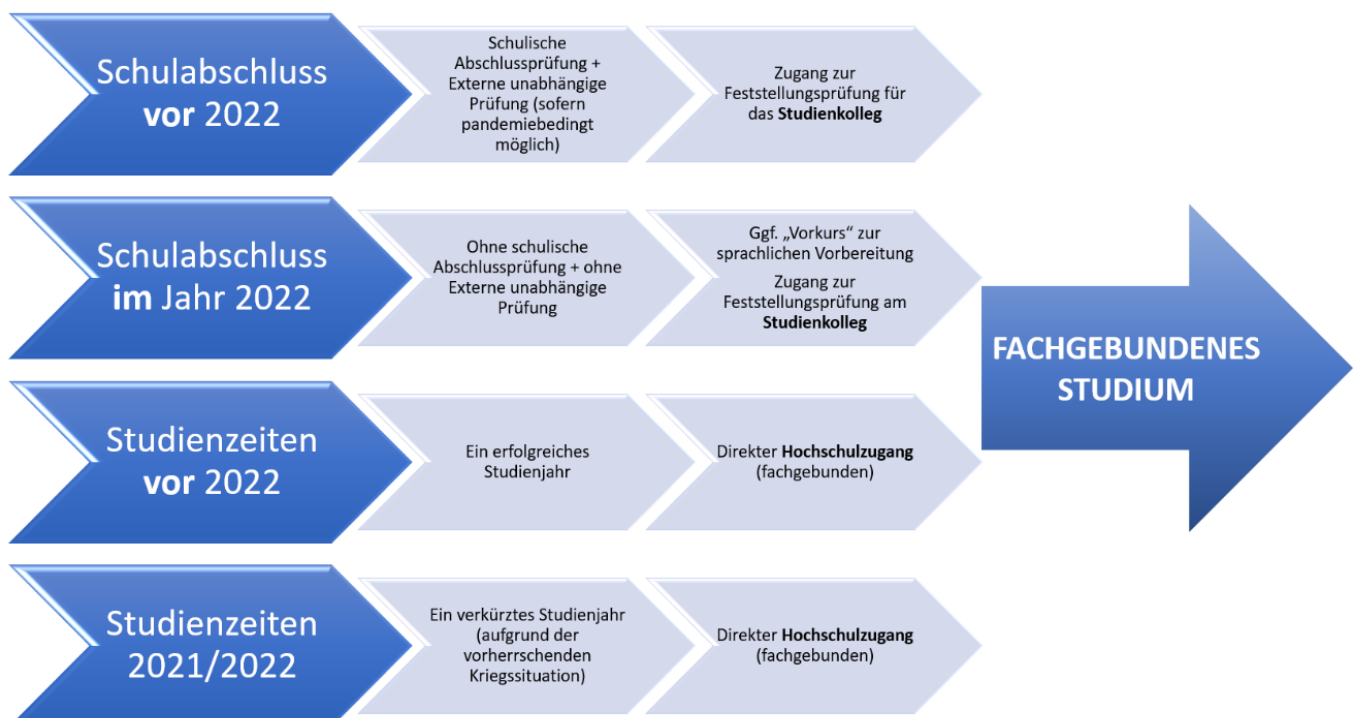 Schulabschluss
vor 2022
Schulische
Abschlussprüfung +
Externe unabhängige
Prüfung (sofern
pandemiebedingt
möglich)
Zugang zur
Feststellungsprüfung für
das Studienkolleg
Schulabschluss
im Jahr 2022
Ohne schulische
Abschlussprüfung + ohne
Externe unabhängige
Prüfung
Ggf. „Vorkurs“ zur
sprachlichen Vorbereitung
Zugang zur
Feststellungsprüfung am
Studienkolleg
Studienzeiten
vor 2022
Ein erfolgreiches
Studienjahr
Direkter Hochschulzugang
(fachgebunden)
Studienzeiten
2021/2022
Ein verkürztes Studienjahr
(aufgrund der
vorherrschenden
Kriegssituation)
Direkter Hochschulzugang
(fachgebunden)
FACHGEBUNDENES
STUDIUM